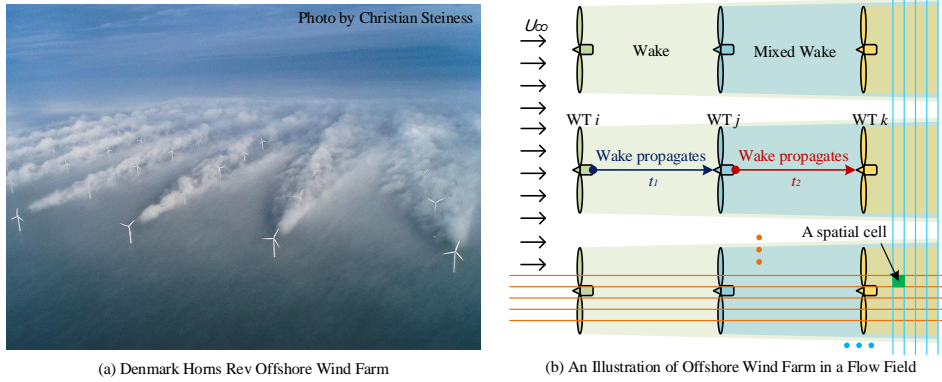 Photo by Christian Steiness
(a) Denmark Horns Rev Offshore Wind Farm
U∞
Wake
Mixed Wake
WT i
WT j
WT k
Wake propagates
t₁
Wake propagates
t₂
A spatial cell
(b) An Illustration of Offshore Wind Farm in a Flow Field